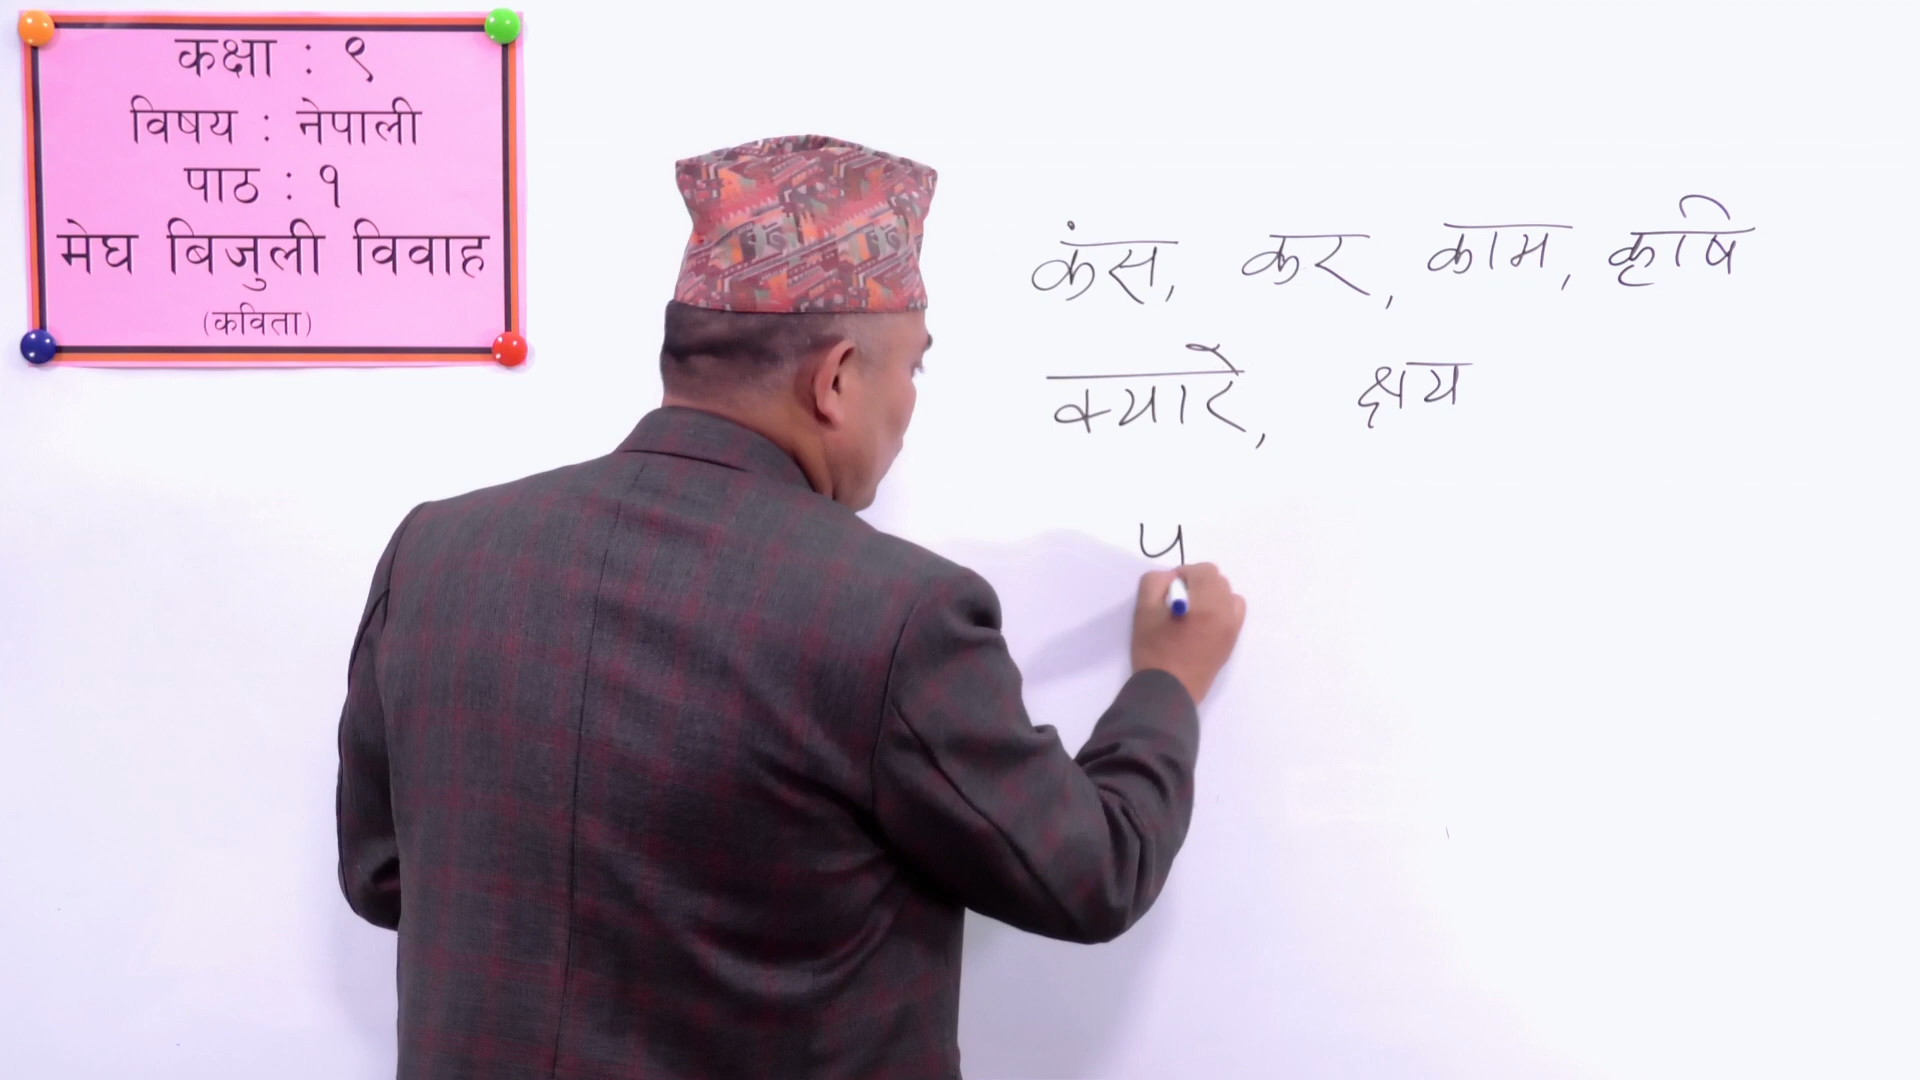 कक्षा : ९
विषय : नेपाली
पाठ : १
मेघ बिजुली विवाह
(कविता)
कंस, कर, काम, कृषि
क्यारे, क्षय
प